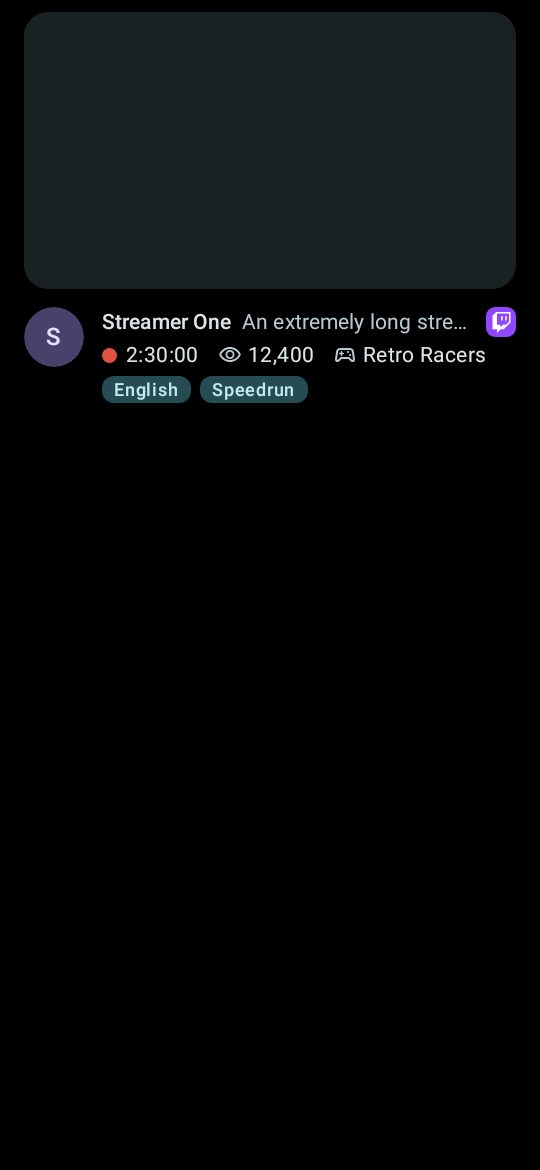 S
Streamer One An extremely long stre…
2:30:00 12,400 Retro Racers
English Speedrun